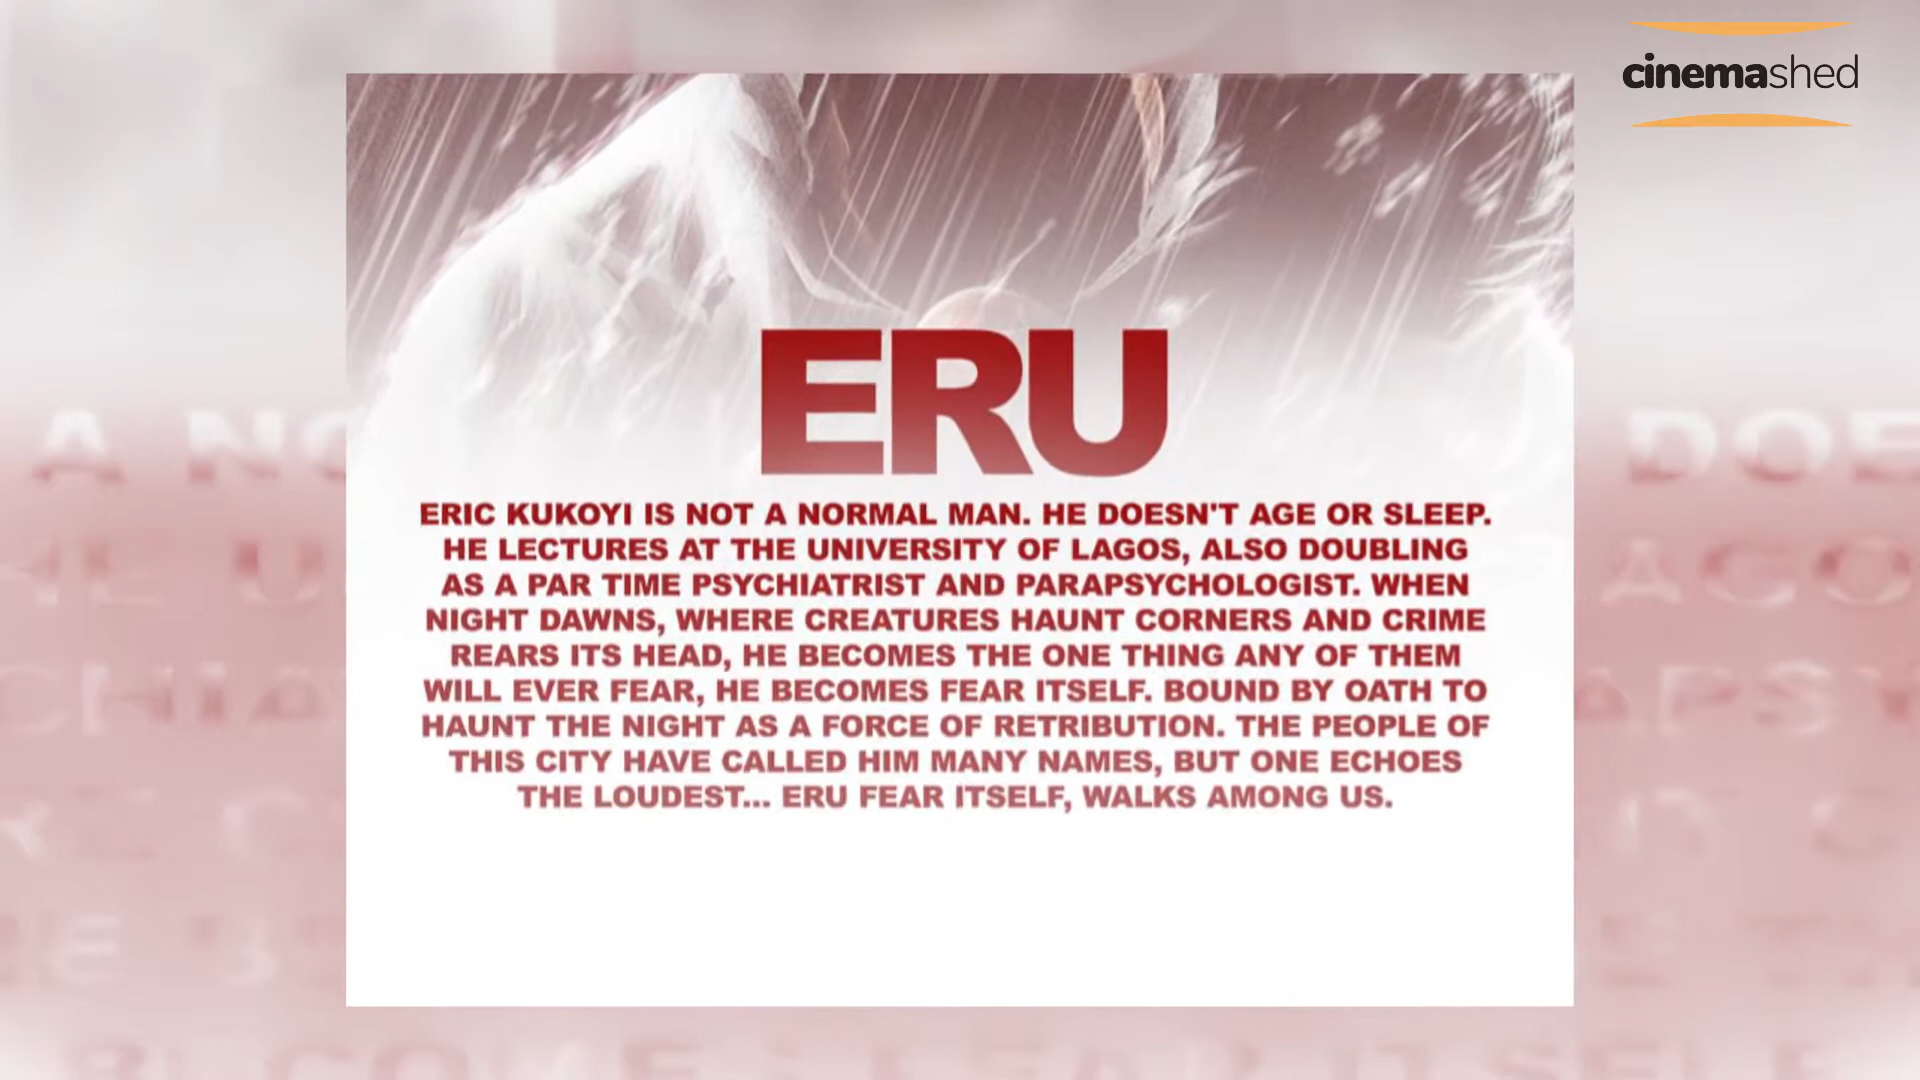 cinemashed
ERU
ERIC KUKOYI IS NOT A NORMAL MAN. HE DOESN'T AGE OR SLEEP.
HE LECTURES AT THE UNIVERSITY OF LAGOS, ALSO DOUBLING
AS A PAR TIME PSYCHIATRIST AND PARAPSYCHOLOGIST. WHEN
NIGHT DAWNS, WHERE CREATURES HAUNT CORNERS AND CRIME
REARS ITS HEAD, HE BECOMES THE ONE THING ANY OF THEM
WILL EVER FEAR, HE BECOMES FEAR ITSELF. BOUND BY OATH TO
HAUNT THE NIGHT AS A FORCE OF RETRIBUTION. THE PEOPLE OF
THIS CITY HAVE CALLED HIM MANY NAMES, BUT ONE ECHOES
THE LOUDEST... ERU FEAR ITSELF, WALKS AMONG US.